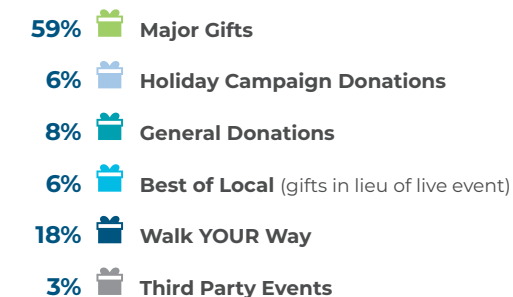 59% Major Gifts
6% Holiday Campaign Donations
8% General Donations
6% Best of Local (gifts in lieu of live event)
18% Walk YOUR Way
3% Third Party Events